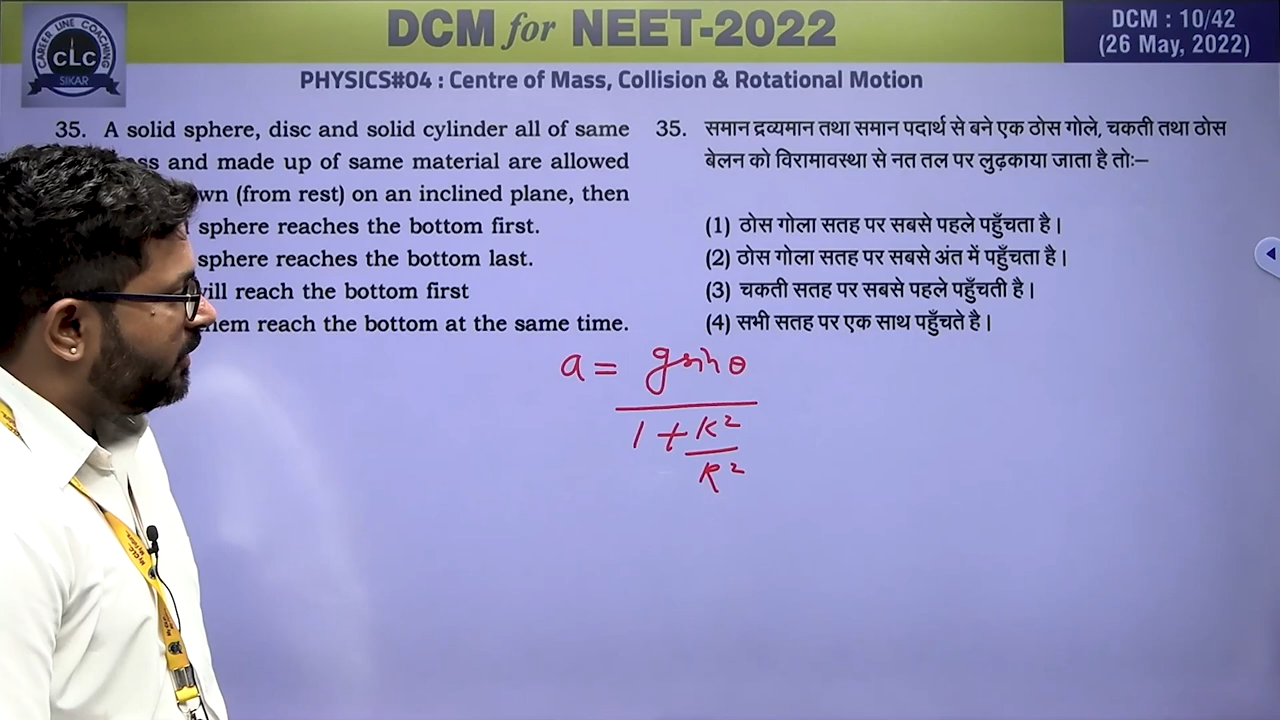 DCM for NEET-2022
DCM : 10/42
(26 May, 2022)
CAREER LINE COACHING
CLC
SIKAR
PHYSICS#04 : Centre of Mass, Collision & Rotational Motion
35. A solid sphere, disc and solid cylinder all of same
and made up of same material are allowed
(from rest) on an inclined plane, then
sphere reaches the bottom first.
sphere reaches the bottom last.
will reach the bottom first
reach the bottom at the same time.
35. समान द्रव्यमान तथा समान पदार्थ से बने एक ठोस गोले, चकती तथा ठोस
बेलन को विरामावस्था से नत तल पर लुढ़काया जाता है तोः–
(1) ठोस गोला सतह पर सबसे पहले पहुँचता है।
(2) ठोस गोला सतह पर सबसे अंत में पहुँचता है।
(3) चकती सतह पर सबसे पहले पहुँचती है।
(4) सभी सतह पर एक साथ पहुँचते है।
a = g sin θ
1 + K²
R²